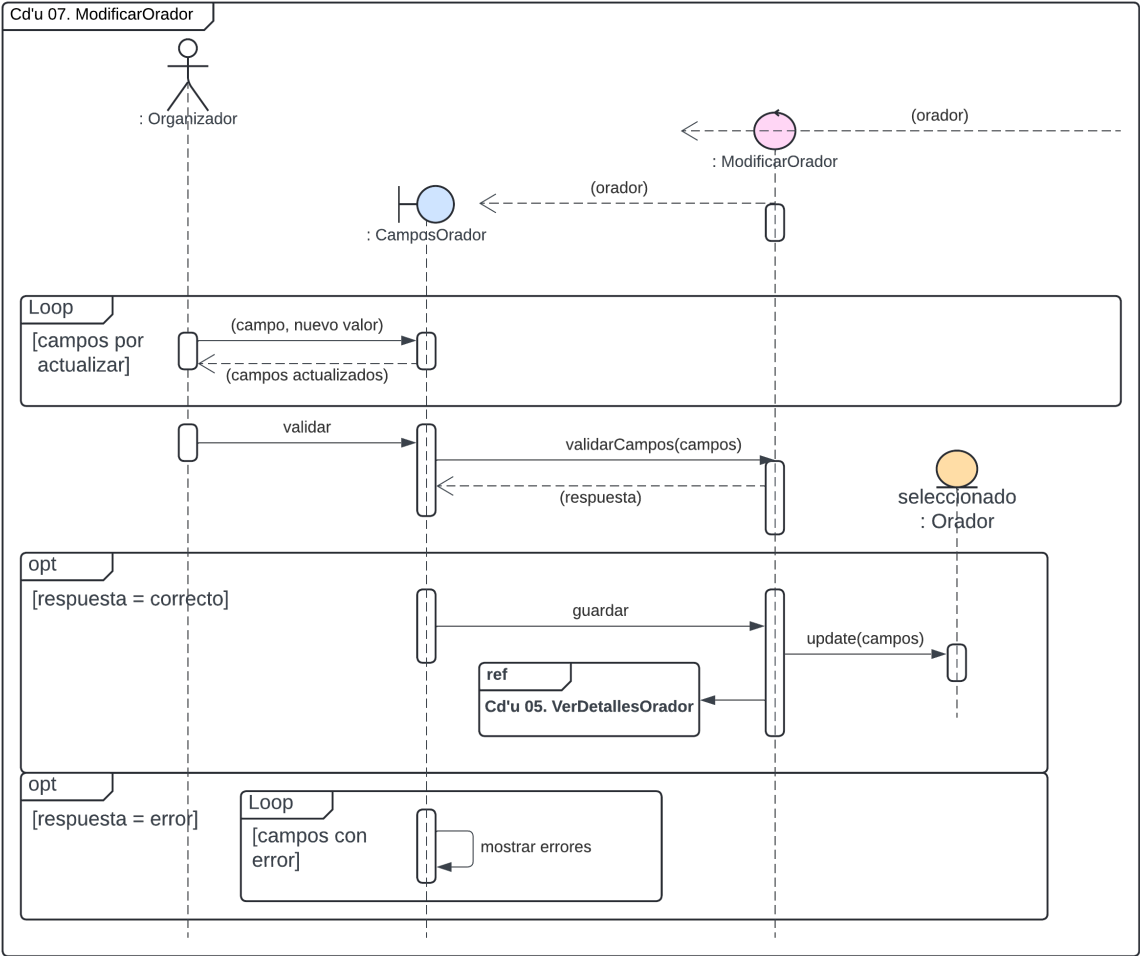 Cd'u 07. ModificarOrador
: Organizador
(orador)
: ModificarOrador
(orador)
: CamposOrador
Loop
[campos por
actualizar]
(campo, nuevo valor)
(campos actualizados)
validar
validarCampos(campos)
(respuesta)
seleccionado
: Orador
opt
[respuesta = correcto]
guardar
update(campos)
ref
Cd'u 05. VerDetallesOrador
opt
[respuesta = error]
Loop
[campos con
error]
mostrar errores